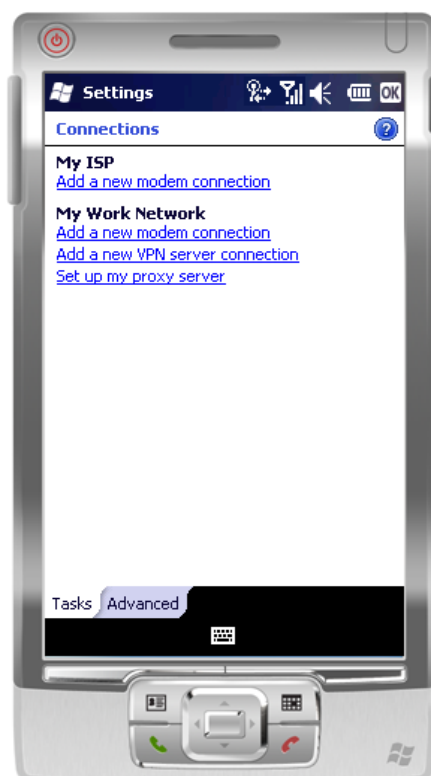 Settings
OK
Connections
?
My ISP
Add a new modem connection
My Work Network
Add a new modem connection
Add a new VPN server connection
Set up my proxy server
Tasks Advanced